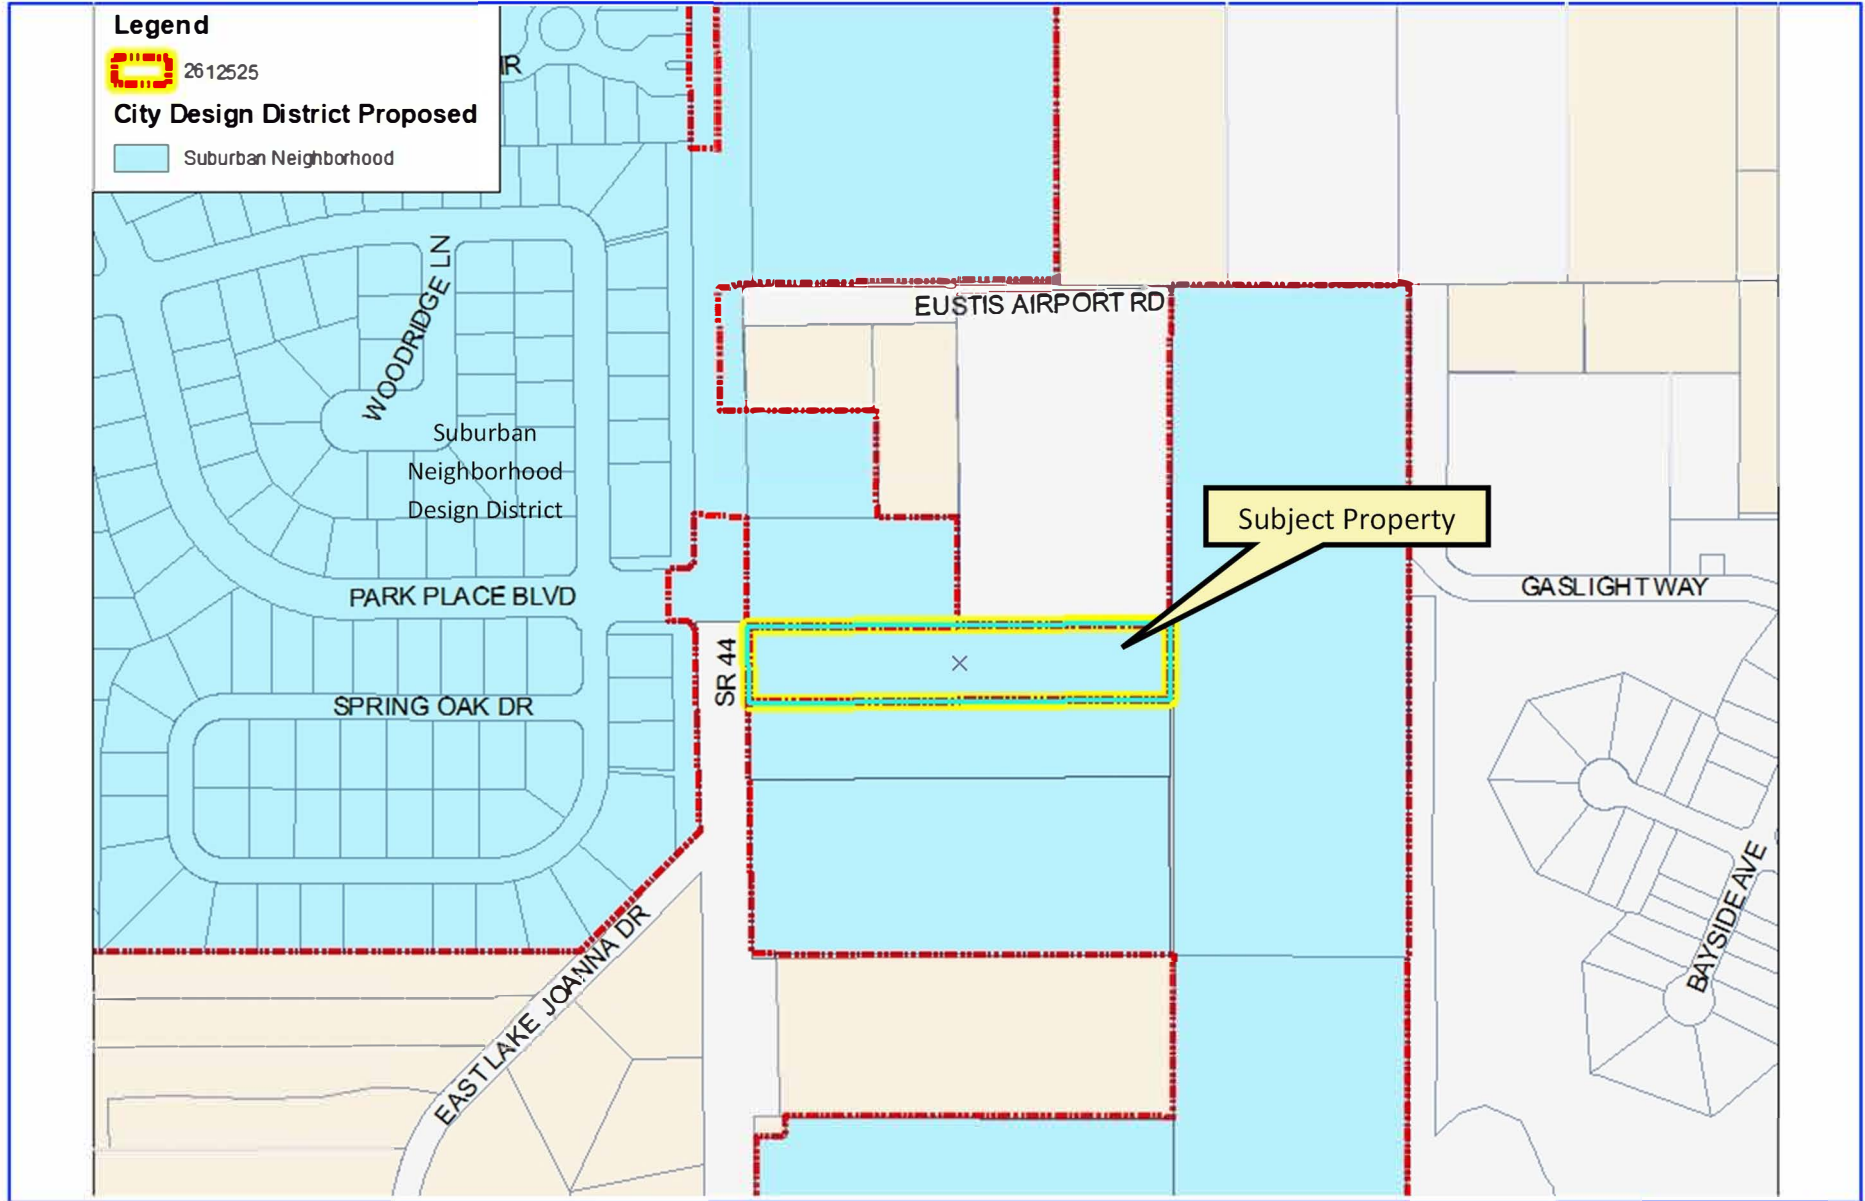 Legend
2612525
City Design District Proposed
Suburban Neighborhood
IR
WOODRIDGE LN
EUSTIS AIRPORT RD
Suburban
Neighborhood
Design District
Subject Property
PARK PLACE BLVD
GASLIGHT WAY
SR 44
SPRING OAK DR
BAYSIDE AVE
EAST LAKE JOANNA DR